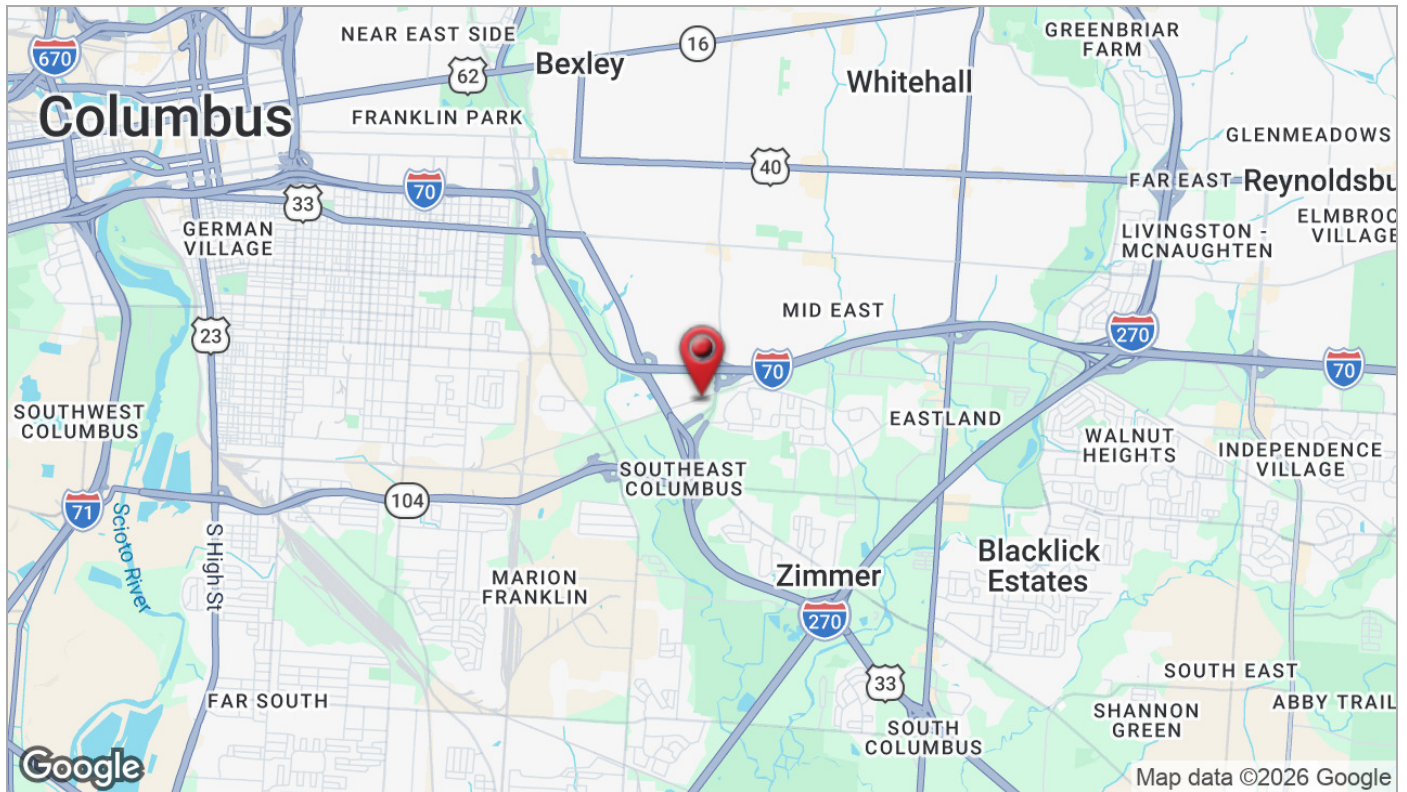 NEAR EAST SIDE
16
GREENBRIAR
FARM
670
62
Bexley
Whitehall
Columbus
FRANKLIN PARK
GLENMEADOWS
40
70
FAR EAST
Reynoldsbu
33
ELMBROO
VILLAGE
GERMAN
VILLAGE
LIVINGSTON -
MCNAUGHTEN
MID EAST
23
270
70
70
SOUTHWEST
COLUMBUS
EASTLAND
WALNUT
HEIGHTS
INDEPENDENCE
VILLAGE
SOUTHEAST
COLUMBUS
104
71
Scioto River
S High St
MARION
FRANKLIN
Zimmer
Blacklick
Estates
270
33
SOUTH EAST
FAR SOUTH
ABBY TRAIL
SHANNON
GREEN
SOUTH
COLUMBUS
Google
Map data ©2026 Google